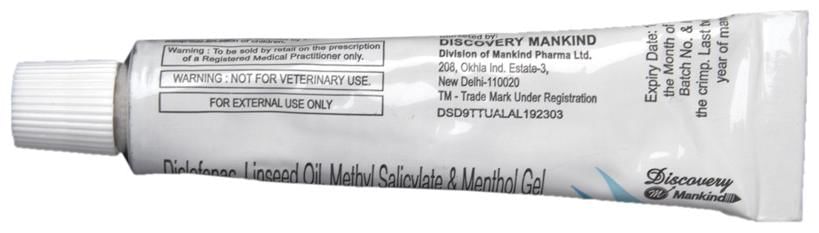 Warning : To be sold by retail on the prescription
of a Registered Medical Practitioner only.
WARNING : NOT FOR VETERINARY USE.
FOR EXTERNAL USE ONLY
Marketed by:
DISCOVERY MANKIND
Division of Mankind Pharma Ltd.
208, Okhla Ind. Estate-3,
New Delhi-110020
TM - Trade Mark Under Registration
DSD9TTUALAL192303
Expiry Date:
the Month of
Batch No. &
the crimp. Last
year of
Diclofenac, Linseed Oil, Methyl Salicylate & Menthol Gel
Discovery
Mankind